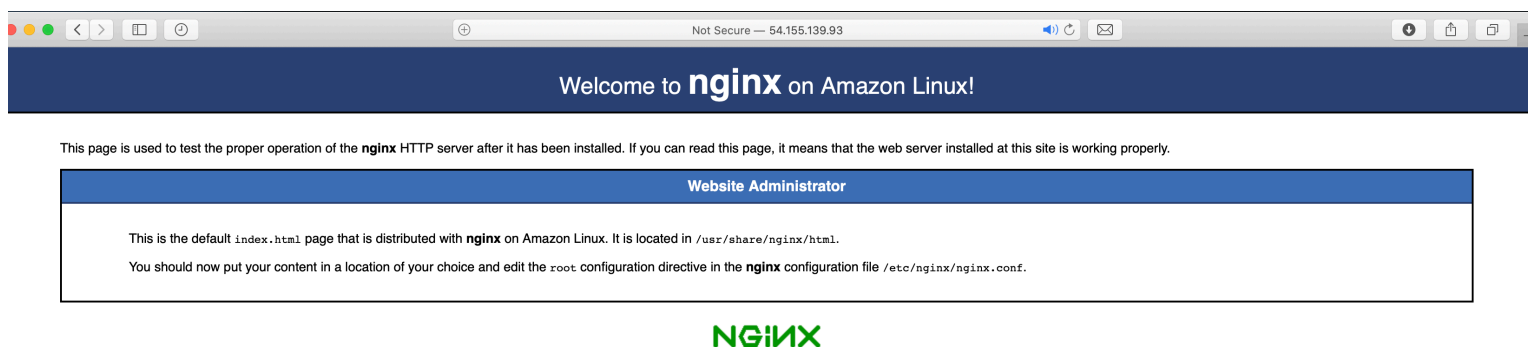 Not Secure — 54.155.139.93
Welcome to nginx on Amazon Linux!
This page is used to test the proper operation of the nginx HTTP server after it has been installed. If you can read this page, it means that the web server installed at this site is working properly.
Website Administrator
This is the default index.html page that is distributed with nginx on Amazon Linux. It is located in /usr/share/nginx/html.
You should now put your content in a location of your choice and edit the root configuration directive in the nginx configuration file /etc/nginx/nginx.conf.
NGINX